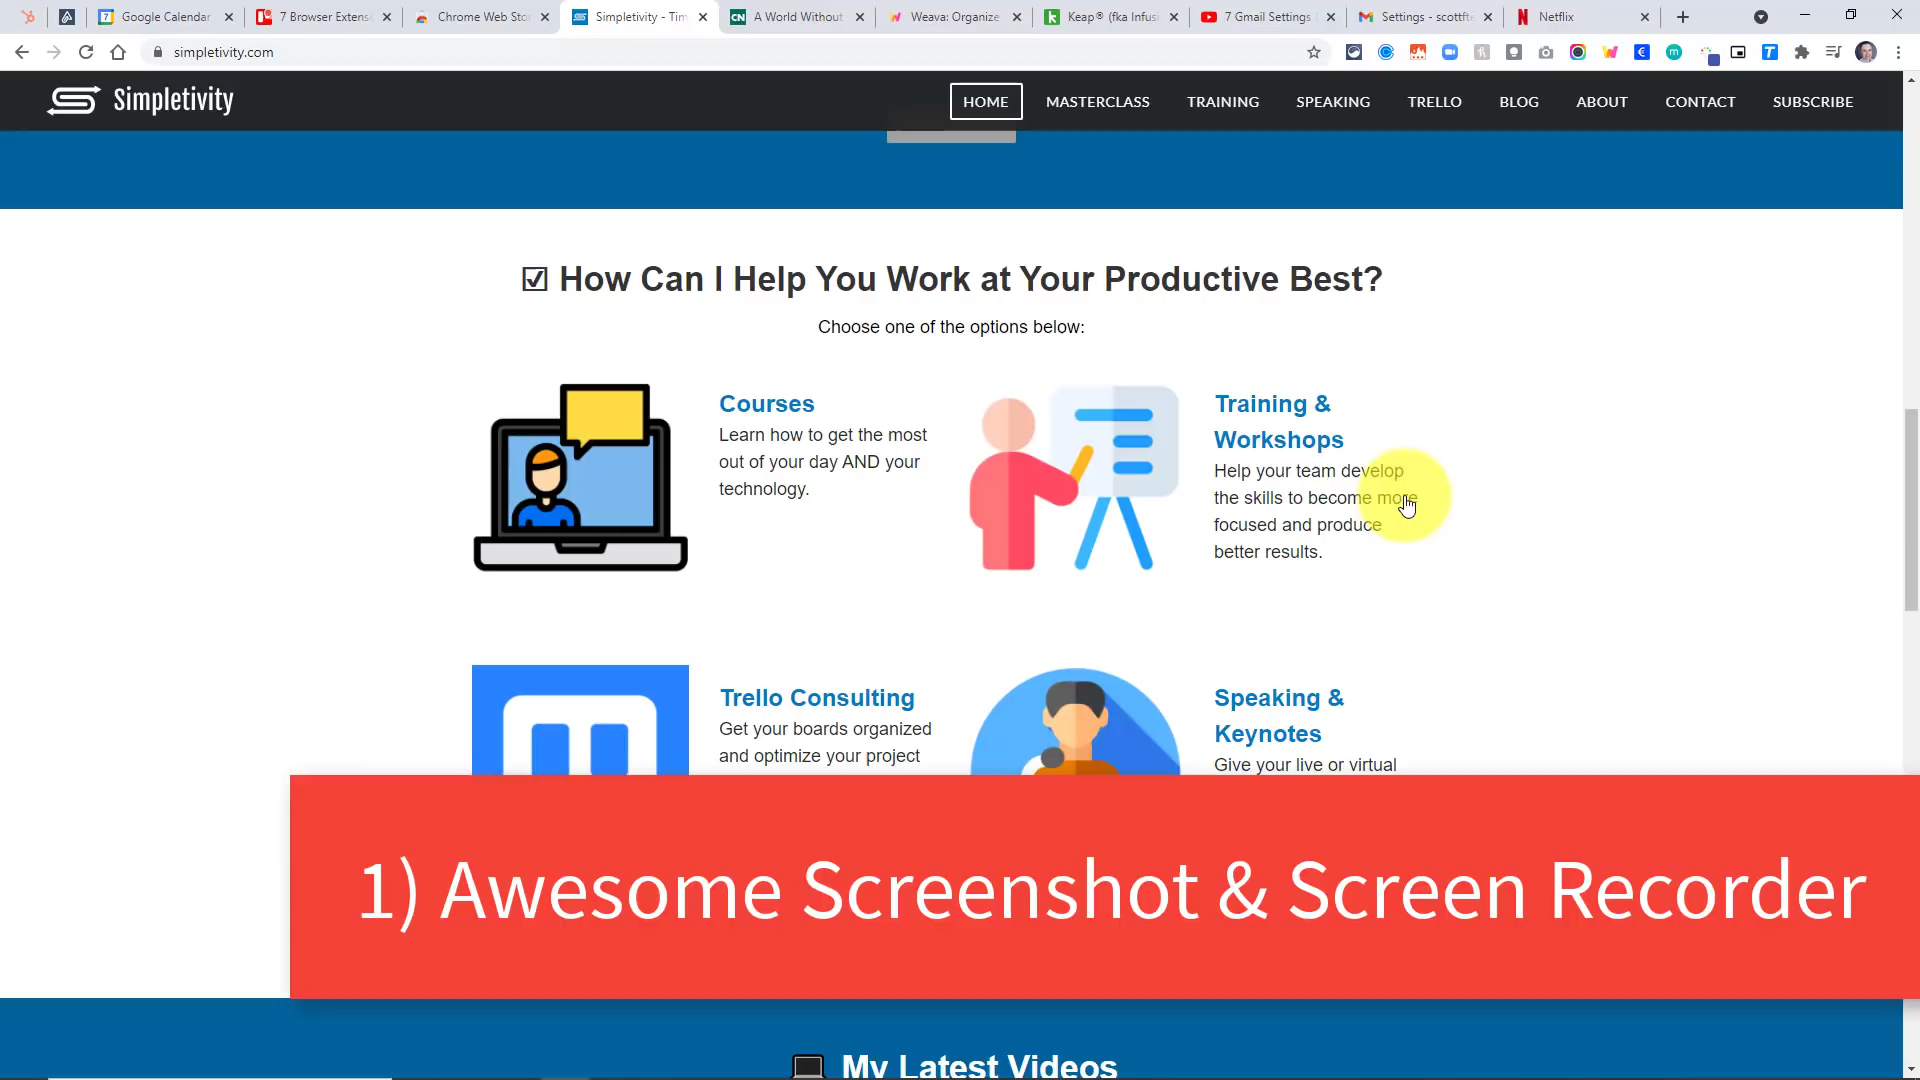 Google Calendar
7 Browser Extens
Chrome Web Sto
Simpletivity - Tim
A World Without
Weava: Organize
Keap® (fka Infusi
7 Gmail Settings
Settings - scottfr
Netflix
simpletivity.com
Simpletivity
HOME
MASTERCLASS
TRAINING
SPEAKING
TRELLO
BLOG
ABOUT
CONTACT
SUBSCRIBE
☑ How Can I Help You Work at Your Productive Best?
Choose one of the options below:
Courses
Learn how to get the most
out of your day AND your
technology.
Training &
Workshops
Help your team develop
the skills to become more
focused and produce
better results.
Trello Consulting
Get your boards organized
and optimize your project
Speaking &
Keynotes
Give your live or virtual
1) Awesome Screenshot & Screen Recorder
My Latest Videos